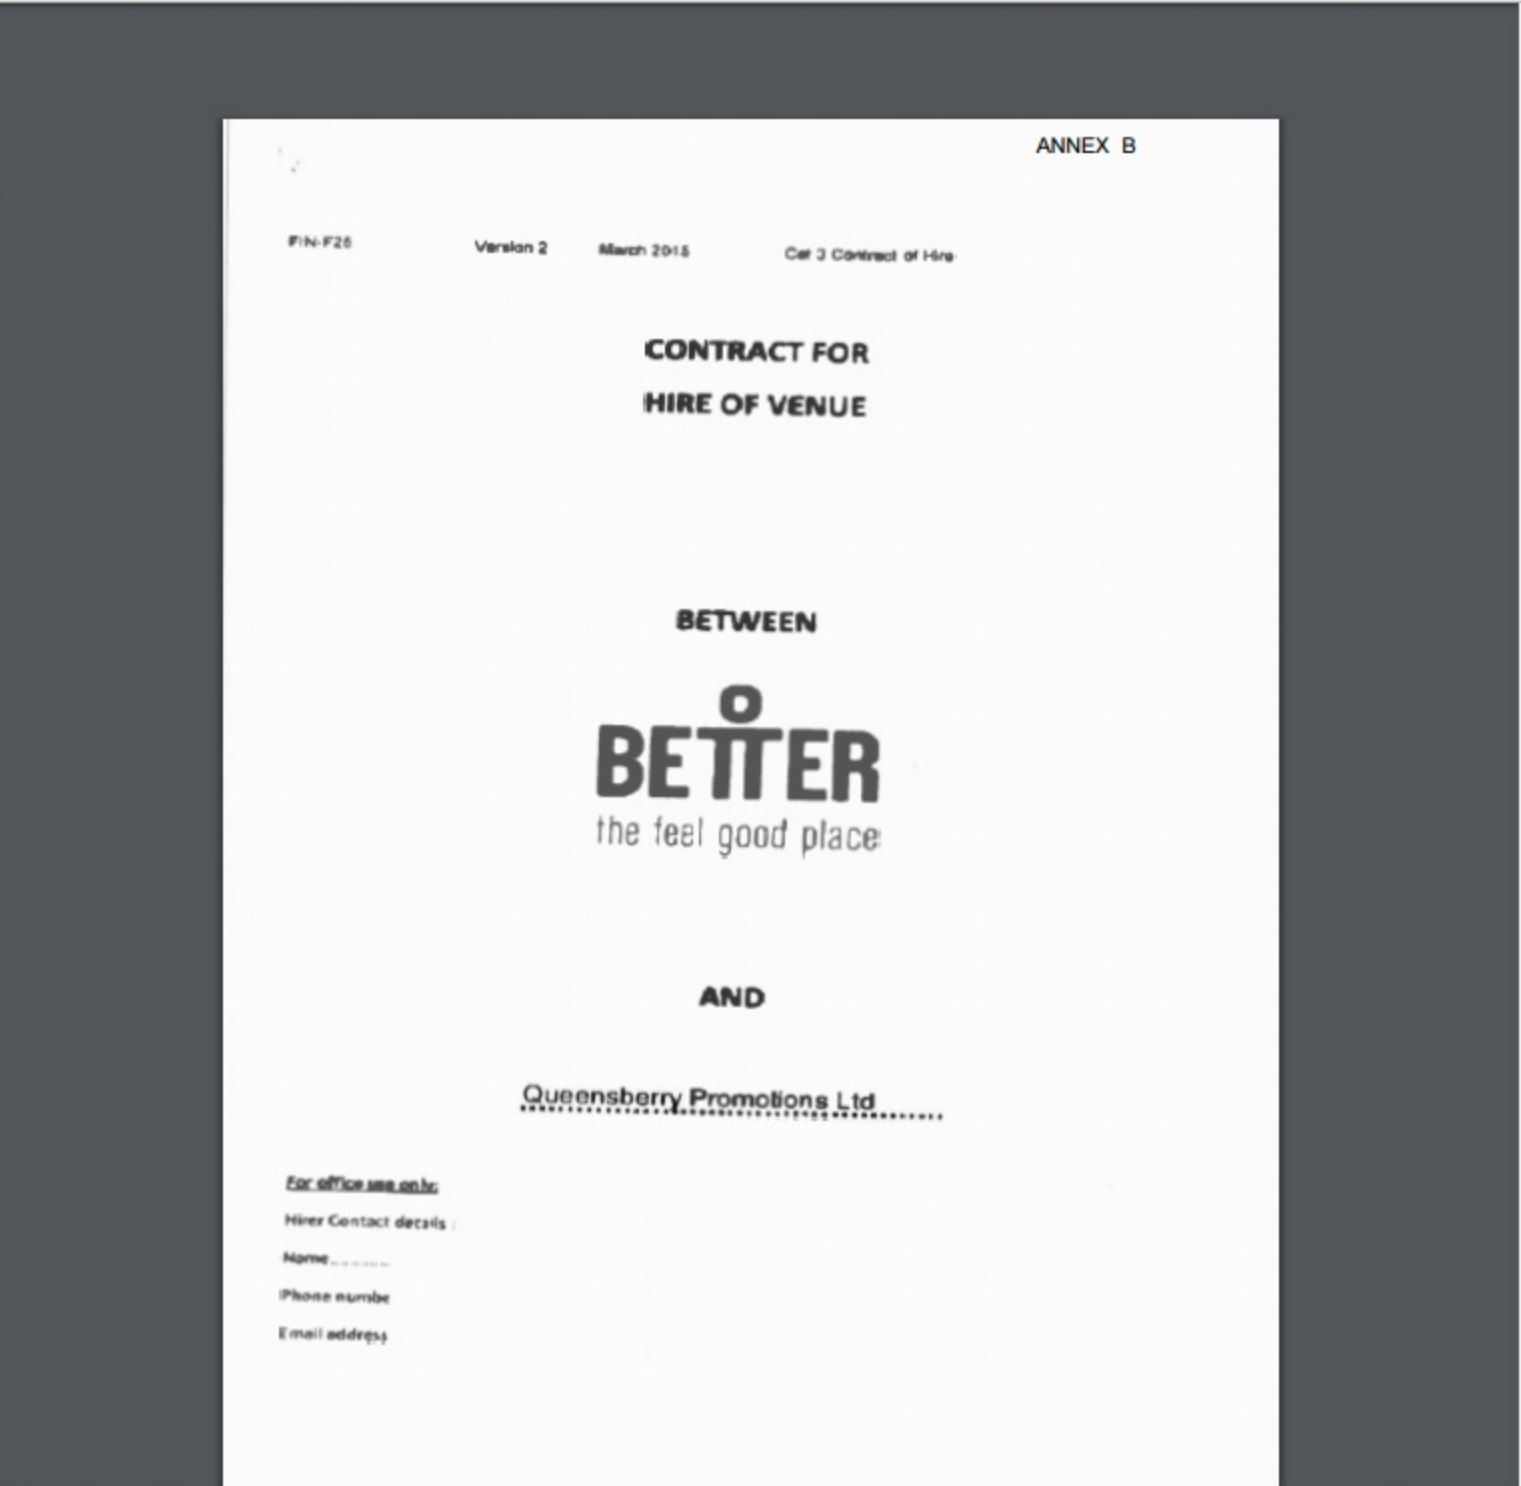 ANNEX B
FIN-F26 Version 2 March 2015 Cat 3 Contract of Hire
CONTRACT FOR
HIRE OF VENUE
BETWEEN
BETTER
the feel good place
AND
Queensberry Promotions Ltd
For office use only:
Hirer Contact details :
Name............
Phone numbe
Email address